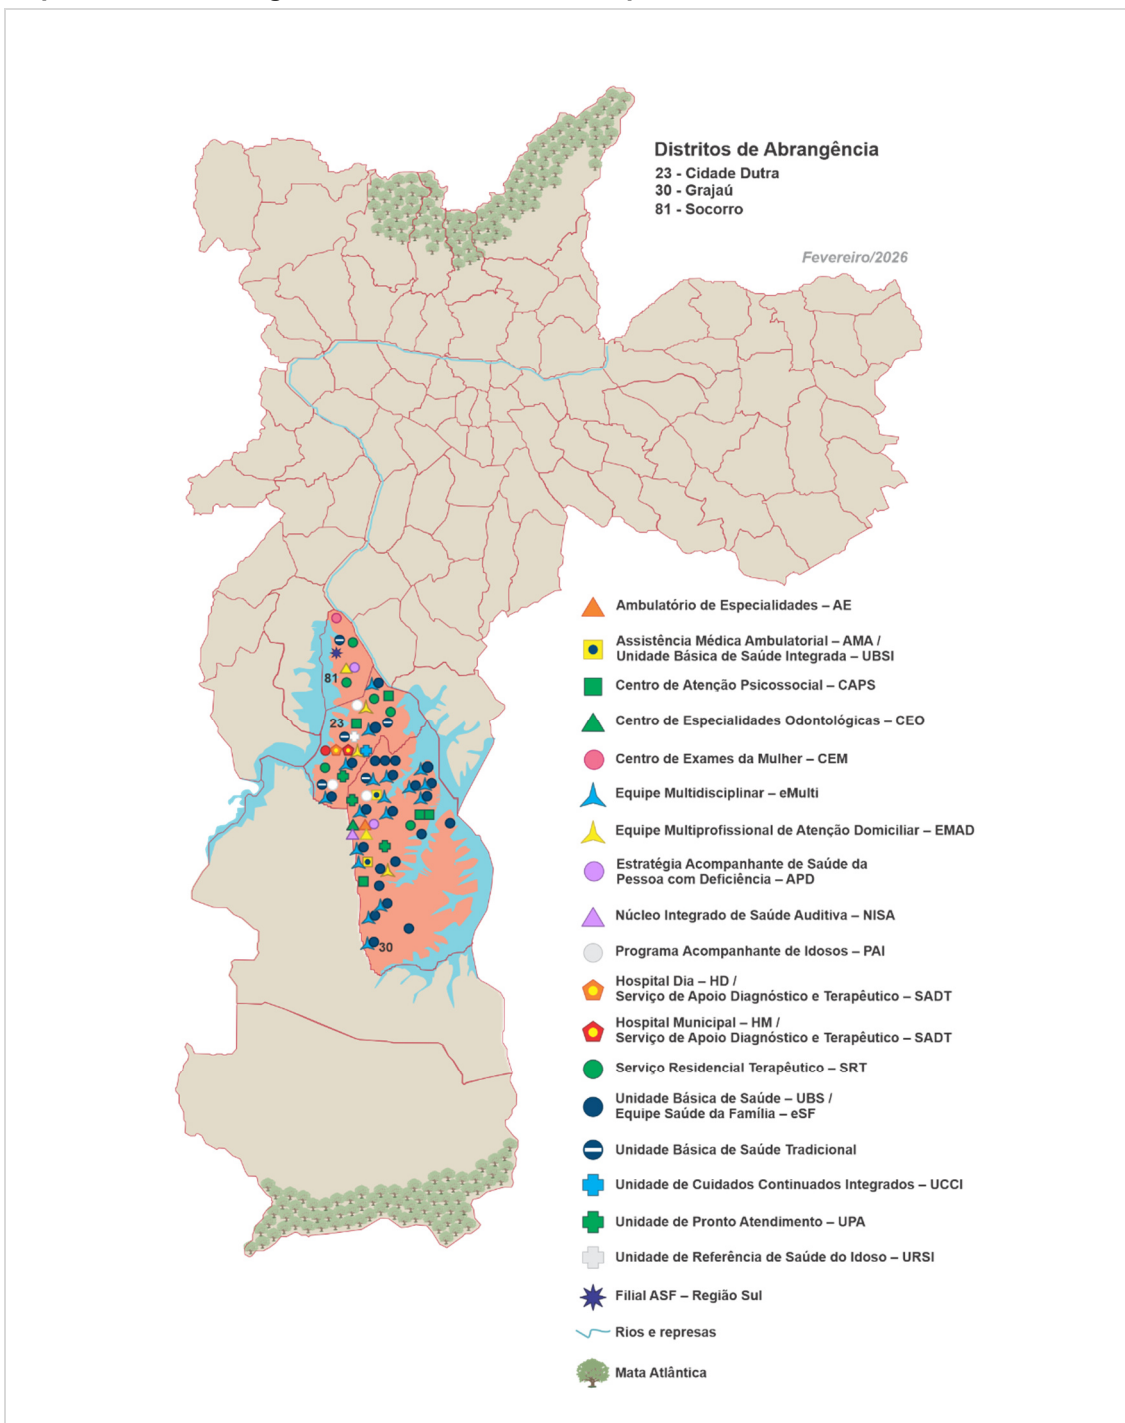 Distritos de Abrangência
23 - Cidade Dutra
30 - Grajaú
81 - Socorro
Fevereiro/2026
81
23
30
Ambulatório de Especialidades – AE
Assistência Médica Ambulatorial – AMA /
Unidade Básica de Saúde Integrada – UBSI
Centro de Atenção Psicossocial – CAPS
Centro de Especialidades Odontológicas – CEO
Centro de Exames da Mulher – CEM
Equipe Multidisciplinar – eMulti
Equipe Multiprofissional de Atenção Domiciliar – EMAD
Estratégia Acompanhante de Saúde da
Pessoa com Deficiência – APD
Núcleo Integrado de Saúde Auditiva – NISA
Programa Acompanhante de Idosos – PAI
Hospital Dia – HD /
Serviço de Apoio Diagnóstico e Terapêutico – SADT
Hospital Municipal – HM /
Serviço de Apoio Diagnóstico e Terapêutico – SADT
Serviço Residencial Terapêutico – SRT
Unidade Básica de Saúde – UBS /
Equipe Saúde da Família – eSF
Unidade Básica de Saúde Tradicional
Unidade de Cuidados Continuados Integrados – UCCI
Unidade de Pronto Atendimento – UPA
Unidade de Referência de Saúde do Idoso – URSI
Filial ASF – Região Sul
Rios e represas
Mata Atlântica